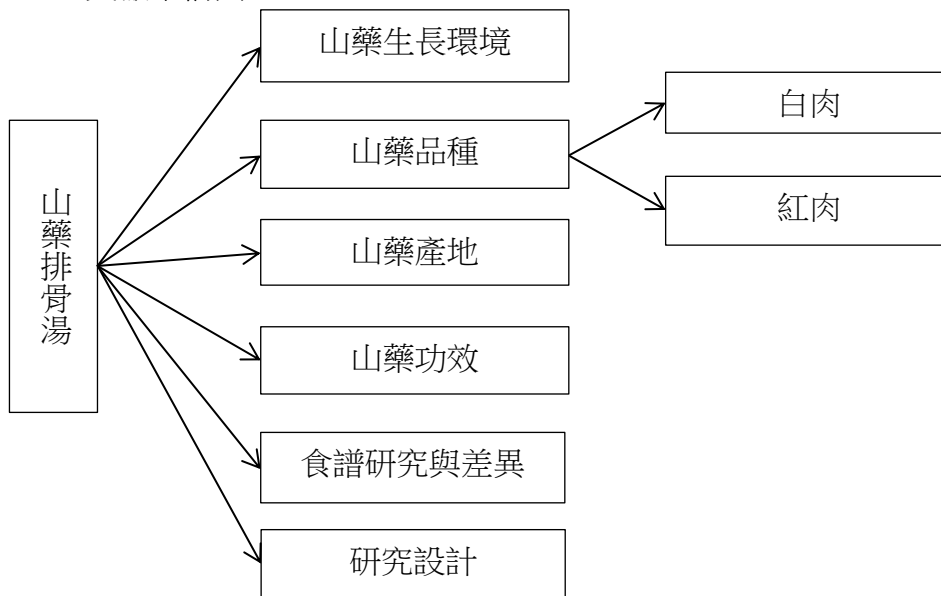 山藥排骨湯
山藥生長環境
山藥品種
白肉
紅肉
山藥產地
山藥功效
食譜研究與差異
研究設計